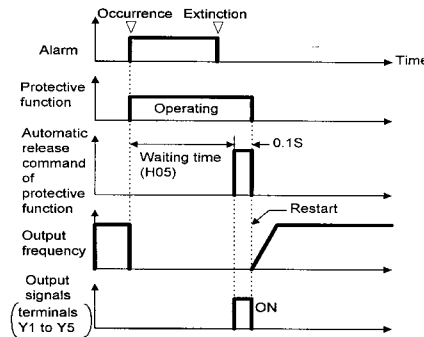 Occurrence Extinction
Alarm
Time
Protective
function
Operating
Automatic
release
command
of
protective
function
Waiting time
(H05)
0.1S
Restart
Output
frequency
Output
signals
(terminals
Y1 to Y5)
ON